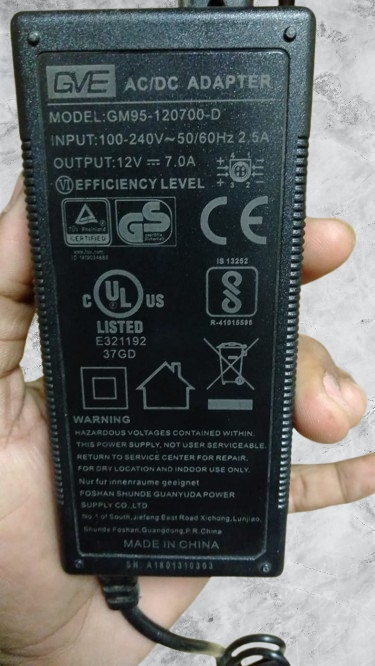 GVE AC/DC ADAPTER
MODEL:GM95-120700-D
INPUT:100-240V~50/60Hz 2.5A
OUTPUT:12V ⎓ 7.0A
VI EFFICIENCY LEVEL
TÜV Rheinland
CERTIFIED
GS
CE
IS 13252
R-41015595
C UL US
LISTED
E321192
37GD
WARNING
HAZARDOUS VOLTAGES CONTAINED WITHIN.
THIS POWER SUPPLY, NOT USER SERVICEABLE.
RETURN TO SERVICE CENTER FOR REPAIR.
FOR DRY LOCATION AND INDOOR USE ONLY.
Nur fur innenraume geeignet
FOSHAN SHUNDE GUANYUDA POWER
SUPPLY CO.,LTD
No.1 of South,Jiefang East Road Xichong,Lunjiao,
Shunde Foshan,Guangdong,P.R.China
MADE IN CHINA
SN: A1601310303